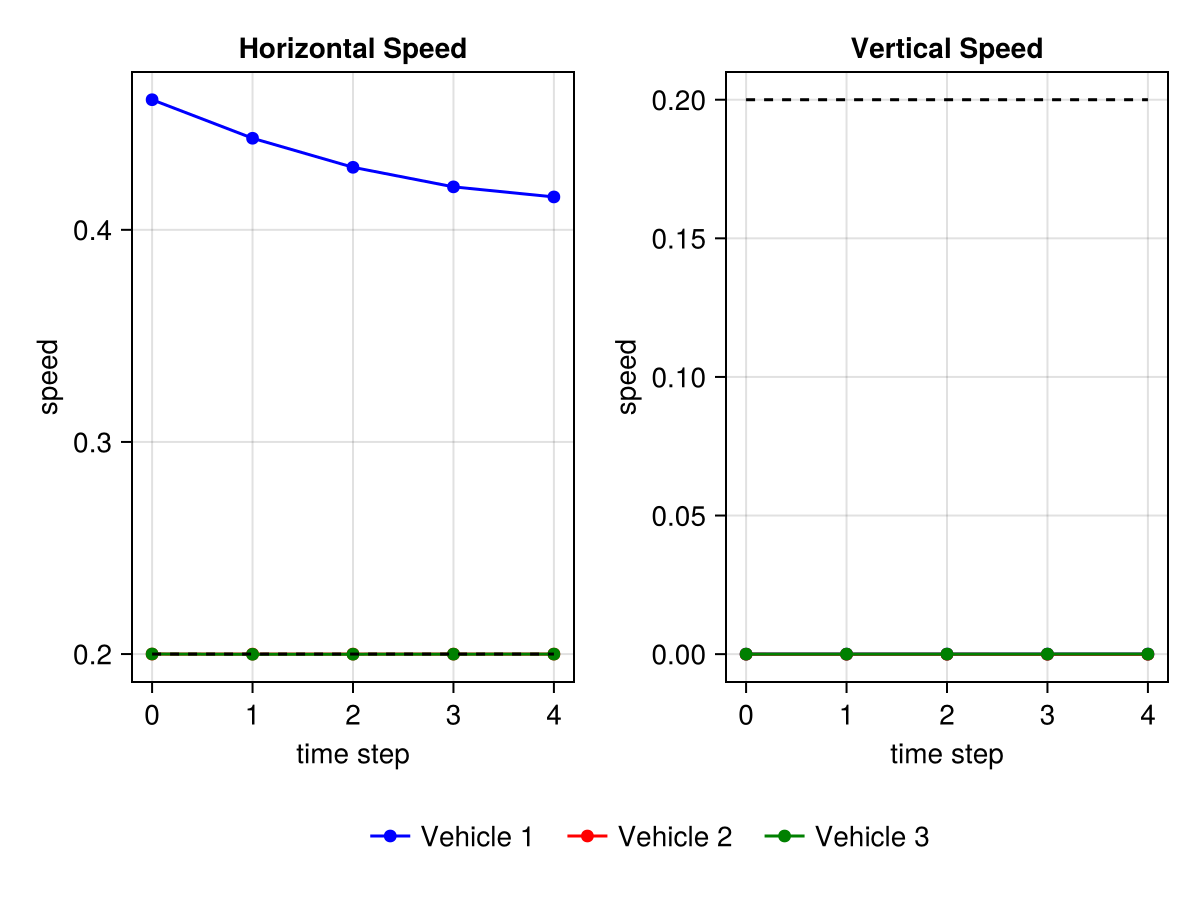 Horizontal Speed
speed
0.4
0.3
0.2
0 1 2 3 4
time step
Vertical Speed
speed
0.20
0.15
0.10
0.05
0.00
0 1 2 3 4
time step
Vehicle 1 Vehicle 2 Vehicle 3